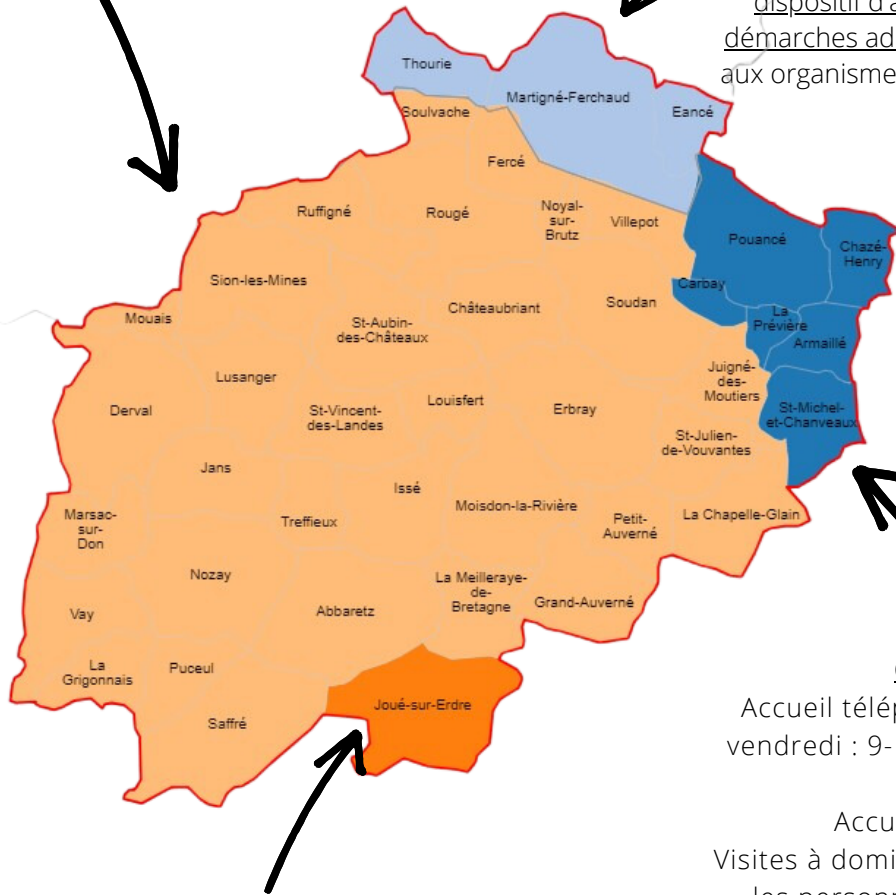 dispositif d'a
démarches ad
aux organisme
Thourie
Martigné-Ferchaud
Eancé
Soulvache
Fercé
Ruffigné
Rougé
Noyal-
sur-
Brutz
Villepot
Pouancé
Chazé-
Henry
Sion-les-Mines
Carbay
Mouais
St-Aubin-
des-Châteaux
Châteaubriant
Soudan
La
Prévière
Armaillé
Lusanger
Juigné-
des-
Moutiers
Derval
St-Vincent-
des-Landes
Louisfert
Erbray
St-Michel-
et-Chanveaux
St-Julien-
de-Vouvantes
Jans
Issé
Marsac-
sur-
Don
Treffieux
Moisdon-la-Rivière
Petit-
Auverné
La Chapelle-Glain
Nozay
La Meilleraye-
de-
Bretagne
Grand-Auverné
Vay
Abbaretz
La
Grigonnais
Puceul
Joué-sur-Erdre
Saffré
Accueil télép
vendredi : 9-
Accu
Visites à domi
les personn